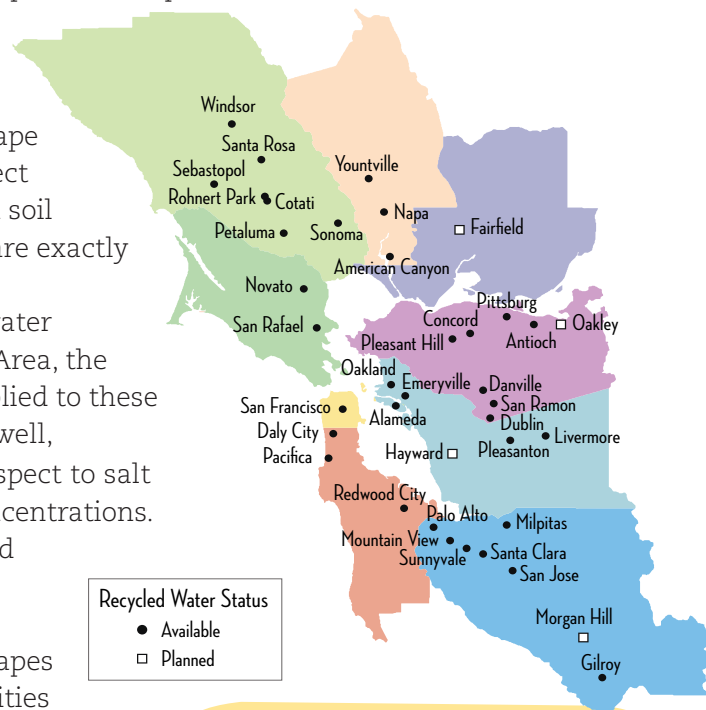 ape
ect
soil
are exactly
ater
Area, the
plied to these
well,
spect to salt
ncentrations.
d
apes
ities
Windsor
Santa Rosa
Sebastopol
Rohnert Park
Cotati
Petaluma
Sonoma
Yountville
Napa
American Canyon
Fairfield
Novato
San Rafael
Pittsburg
Concord
Oakley
Pleasant Hill
Antioch
Oakland
Emeryville
Danville
San Ramon
Alameda
Dublin
San Francisco
Daly City
Pacifica
Hayward
Pleasanton
Livermore
Redwood City
Palo Alto
Milpitas
Mountain View
Sunnyvale
Santa Clara
San Jose
Morgan Hill
Gilroy
Recycled Water Status
Available
Planned